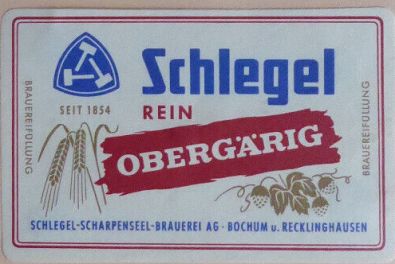 Schlegel
SEIT 1854
REIN
OBERGÄRIG
BRAUEREIFÜLLUNG
BRAUEREIFÜLLUNG
SCHLEGEL-SCHARPENSEEL-BRAUEREI AG · BOCHUM u. RECKLINGHAUSEN